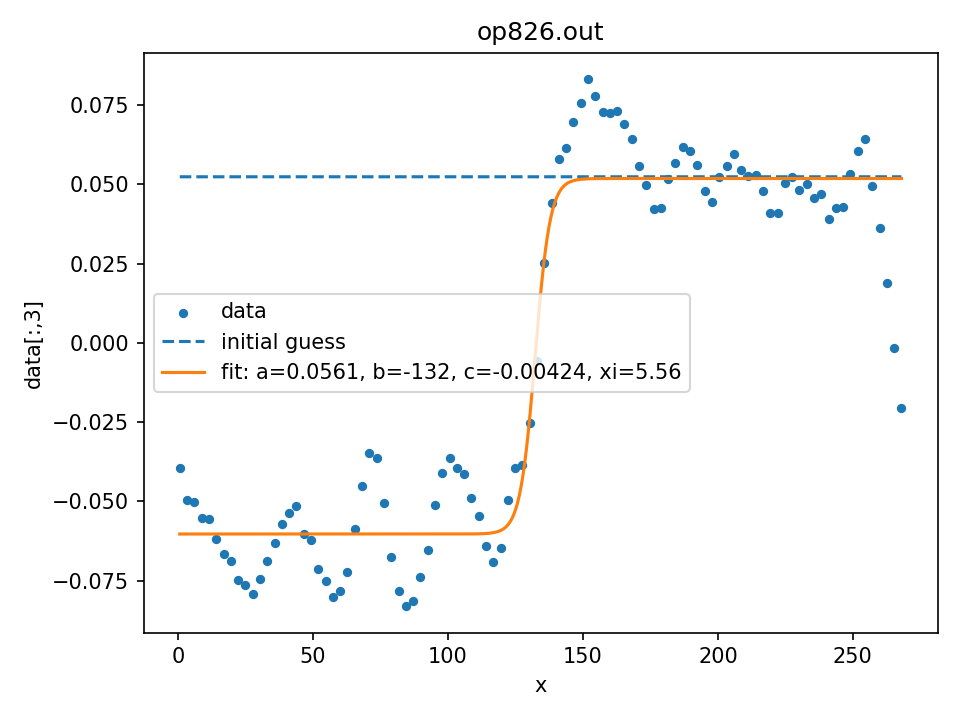 op826.out
0.075
0.050
0.025
0.000
−0.025
−0.050
−0.075
data[:,3]
data
initial guess
fit: a=0.0561, b=-132, c=-0.00424, xi=5.56
0 50 100 150 200 250
x